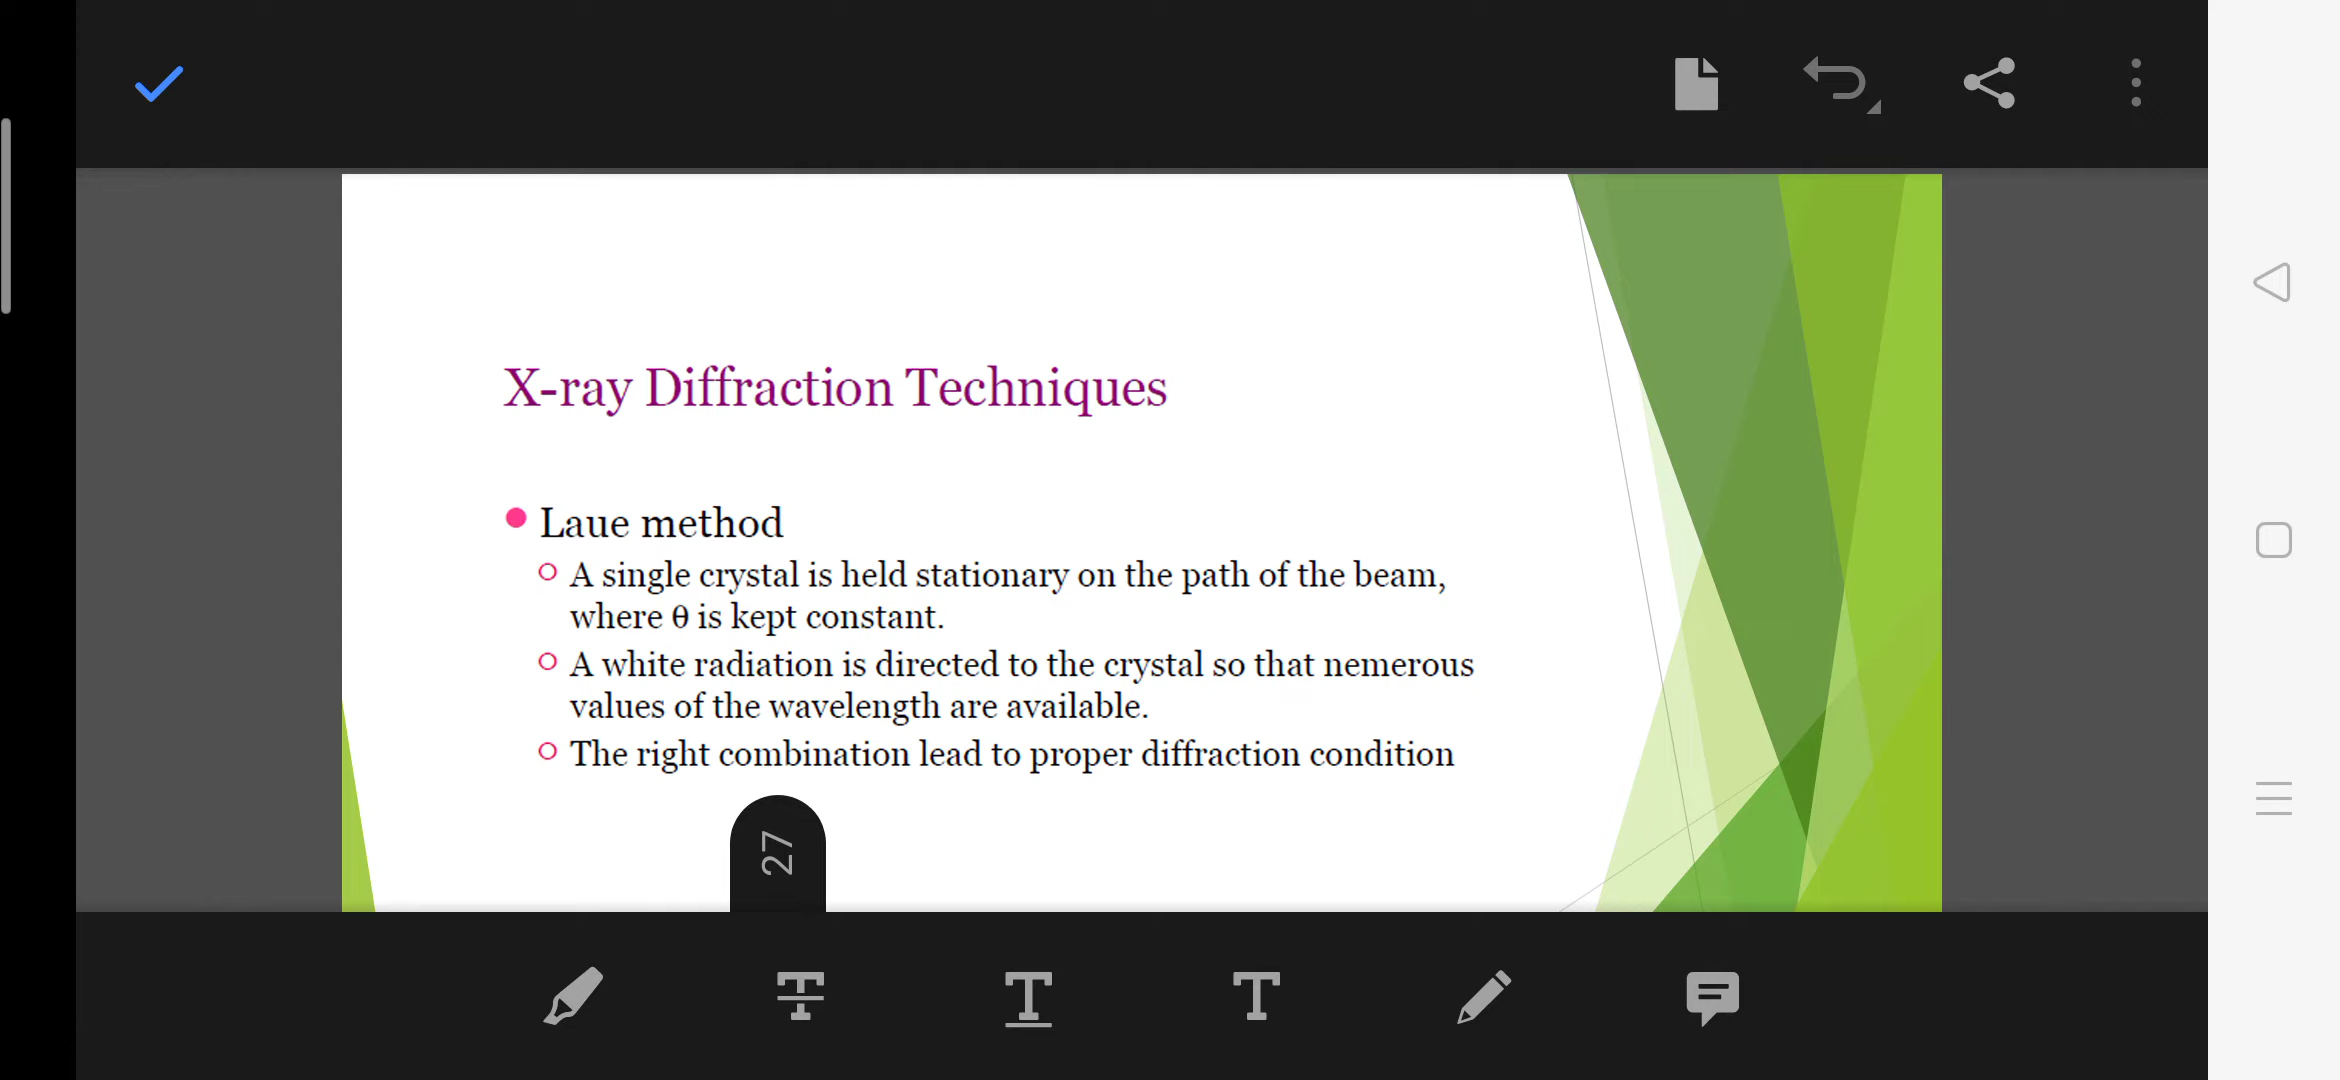 X-ray Diffraction Techniques
Laue method
A single crystal is held stationary on the path of the beam,
where θ is kept constant.
A white radiation is directed to the crystal so that nemerous
values of the wavelength are available.
The right combination lead to proper diffraction condition
27